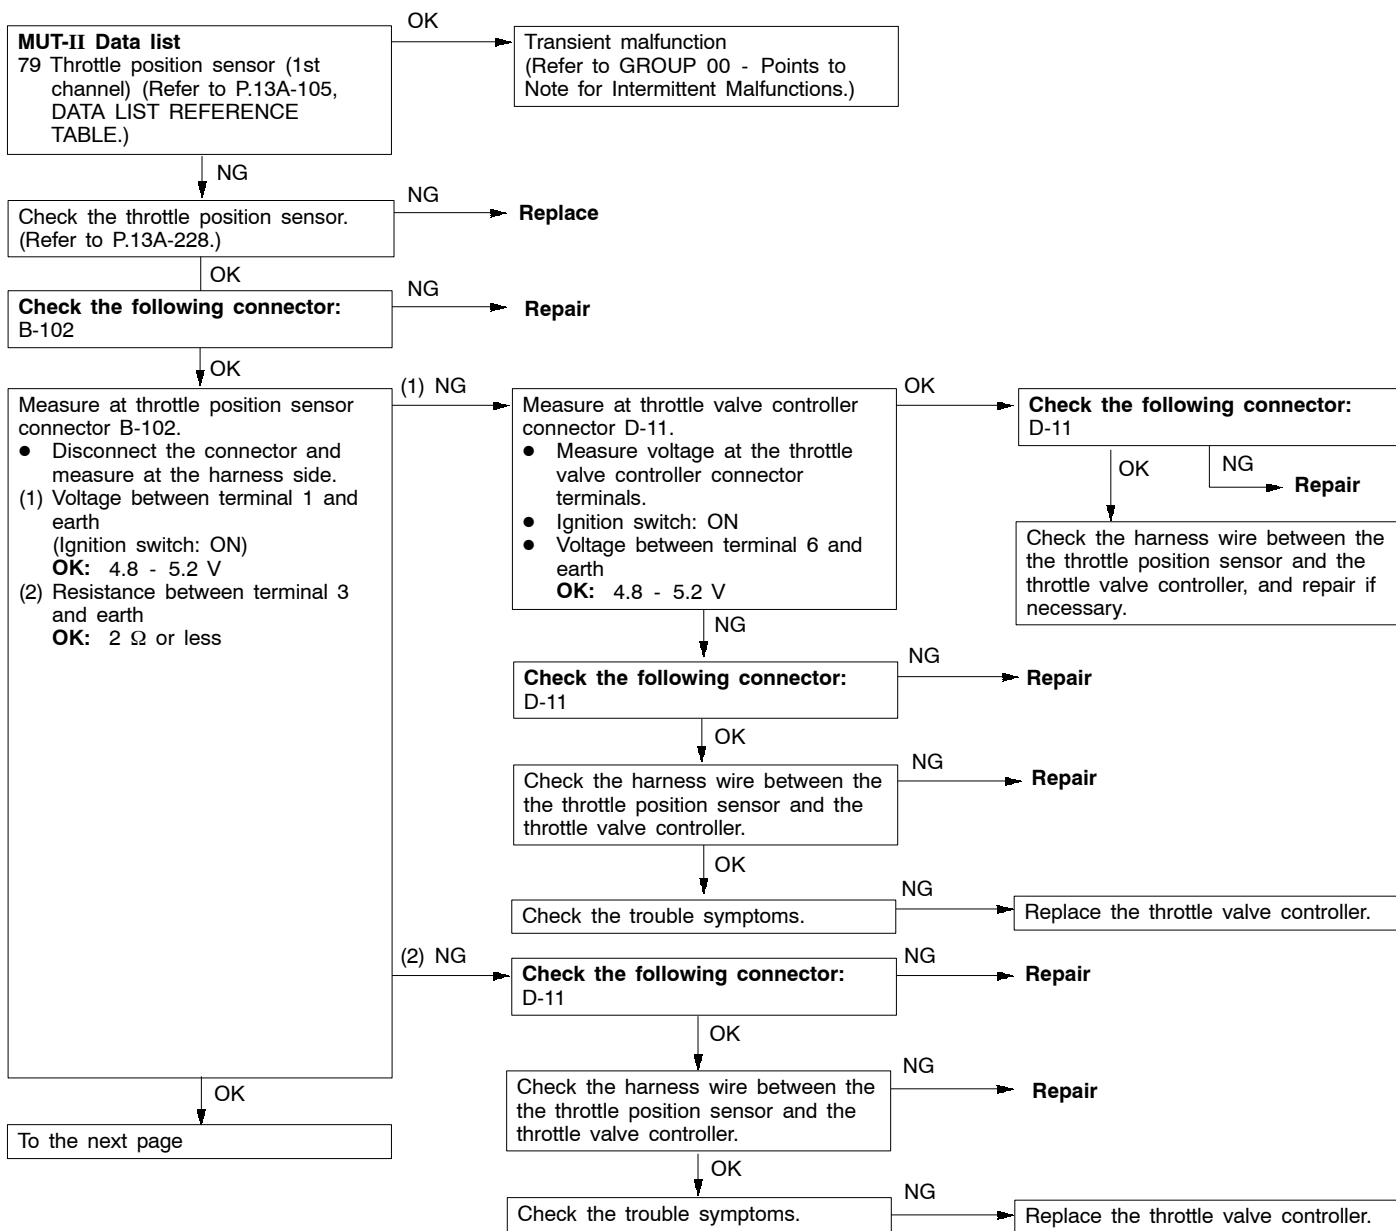 OK
MUT-II Data list
79 Throttle position sensor (1st
channel) (Refer to P.13A-105,
DATA LIST REFERENCE
TABLE.)
Transient malfunction
(Refer to GROUP 00 - Points to
Note for Intermittent Malfunctions.)
NG
Check the throttle position sensor.
(Refer to P.13A-228.)
NG
Replace
OK
Check the following connector:
B-102
NG
Repair
OK
Measure at throttle position sensor
connector B-102.
● Disconnect the connector and
measure at the harness side.
(1) Voltage between terminal 1 and
earth
(Ignition switch: ON)
OK: 4.8 - 5.2 V
(2) Resistance between terminal 3
and earth
OK: 2 Ω or less
(1) NG
Measure at throttle valve controller
connector D-11.
● Measure voltage at the throttle
valve controller connector
terminals.
● Ignition switch: ON
● Voltage between terminal 6 and
earth
OK: 4.8 - 5.2 V
OK
Check the following connector:
D-11
OK
NG
Repair
Check the harness wire between the
the throttle position sensor and the
throttle valve controller, and repair if
necessary.
NG
Check the following connector:
D-11
NG
Repair
OK
Check the harness wire between the
the throttle position sensor and the
throttle valve controller.
NG
Repair
OK
Check the trouble symptoms.
NG
Replace the throttle valve controller.
(2) NG
Check the following connector:
D-11
NG
Repair
OK
Check the harness wire between the
the throttle position sensor and the
throttle valve controller.
NG
Repair
OK
Check the trouble symptoms.
NG
Replace the throttle valve controller.
OK
To the next page